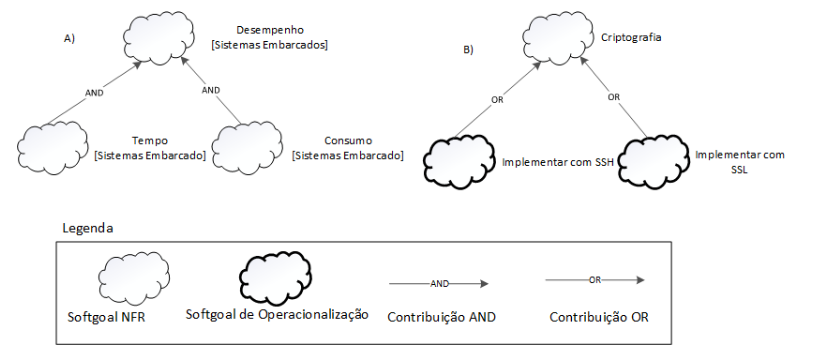 A)
Desempenho
[Sistemas Embarcados]
AND
AND
Tempo
[Sistemas Embarcado]
Consumo
[Sistemas Embarcado]
B)
Criptografia
OR
OR
Implementar com SSH
Implementar com
SSL
Legenda
Softgoal NFR
Softgoal de Operacionalização
AND
Contribuição AND
OR
Contribuição OR